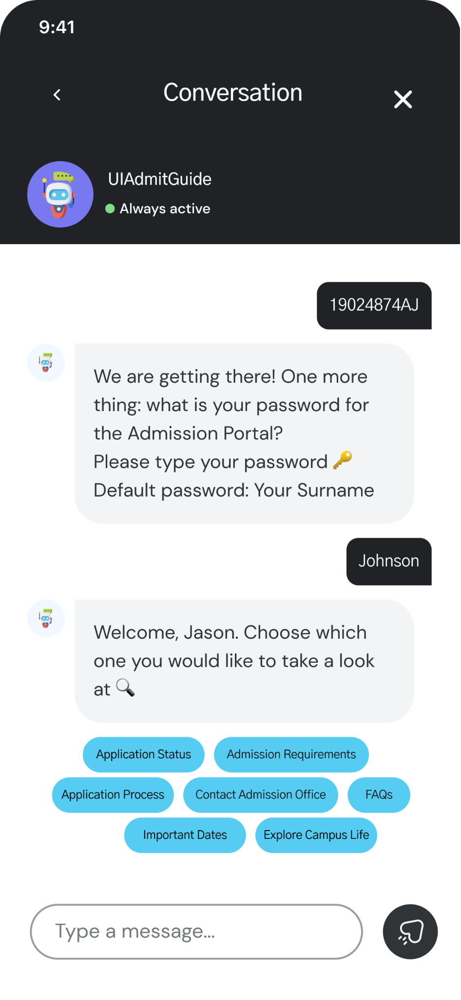 9:41
Conversation
UIAdmitGuide
Always active
19024874AJ
We are getting there! One more
thing: what is your password for
the Admission Portal?
Please type your password 🔑
Default password: Your Surname
Johnson
Welcome, Jason. Choose which
one you would like to take a look
at 🔍
Application Status
Admission Requirements
Application Process
Contact Admission Office
FAQs
Important Dates
Explore Campus Life
Type a message...